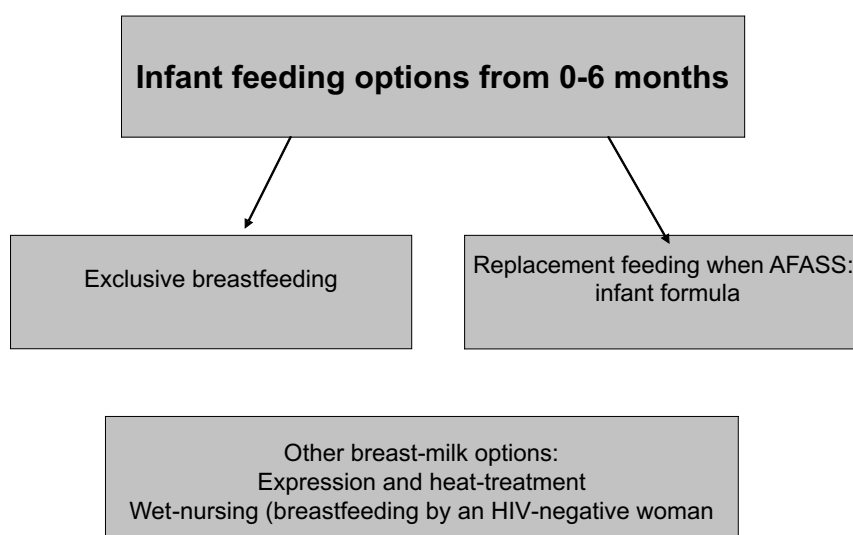 Infant feeding options from 0-6 months
Exclusive breastfeeding
Replacement feeding when AFASS:
infant formula
Other breast-milk options:
Expression and heat-treatment
Wet-nursing (breastfeeding by an HIV-negative woman